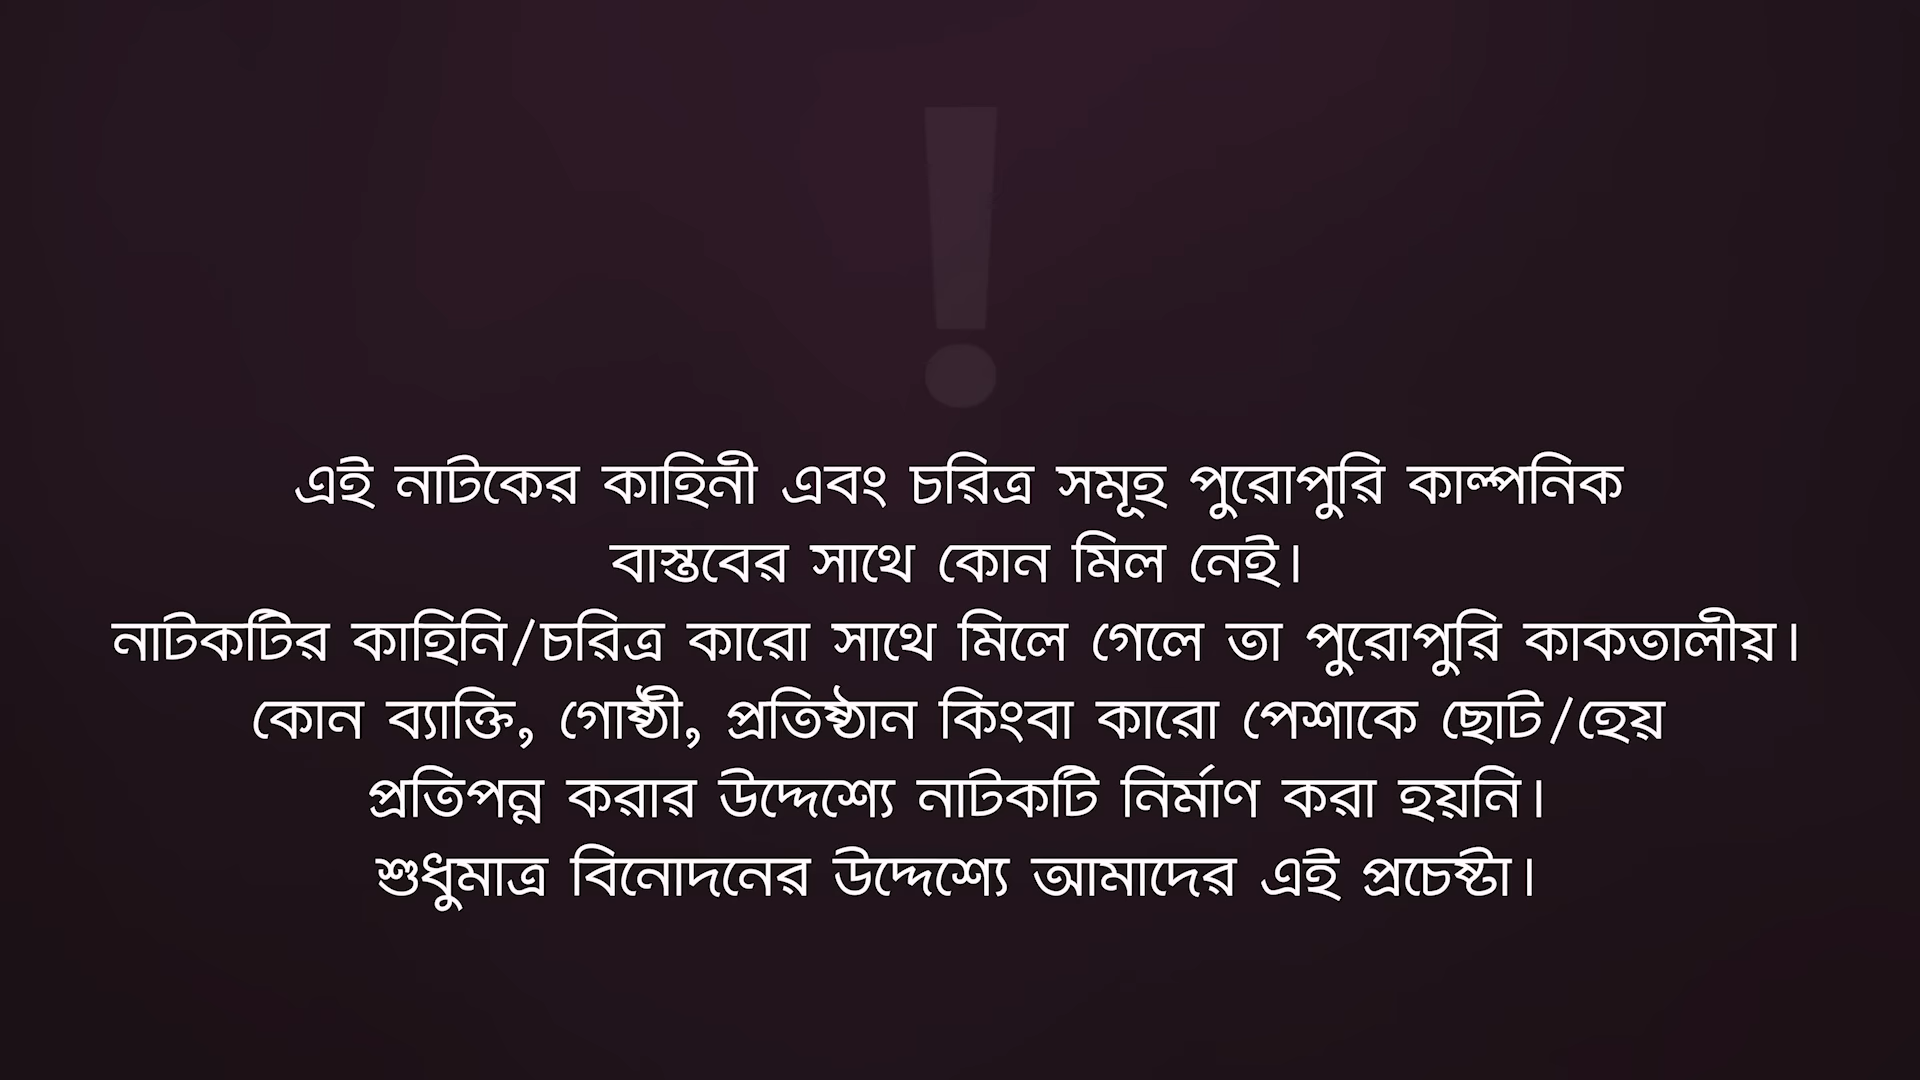 এই নাটকের কাহিনী এবং চরিত্র সমূহ পুরোপুরি কাল্পনিক
বাস্তবের সাথে কোন মিল নেই।
নাটকটির কাহিনি/চরিত্র কারো সাথে মিলে গেলে তা পুরোপুরি কাকতালীয়।
কোন ব্যাক্তি, গোষ্ঠী, প্রতিষ্ঠান কিংবা কারো পেশাকে ছোট/হেয়
প্রতিপন্ন করার উদ্দেশ্যে নাটকটি নির্মাণ করা হয়নি।
শুধুমাত্র বিনোদনের উদ্দেশ্যে আমাদের এই প্রচেষ্টা।